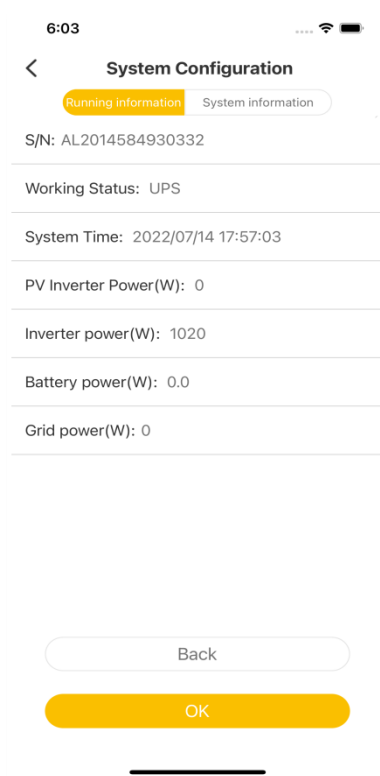 6:03
System Configuration
Running information System information
S/N: AL2014584930332
Working Status: UPS
System Time: 2022/07/14 17:57:03
PV Inverter Power(W): 0
Inverter power(W): 1020
Battery power(W): 0.0
Grid power(W): 0
Back
OK